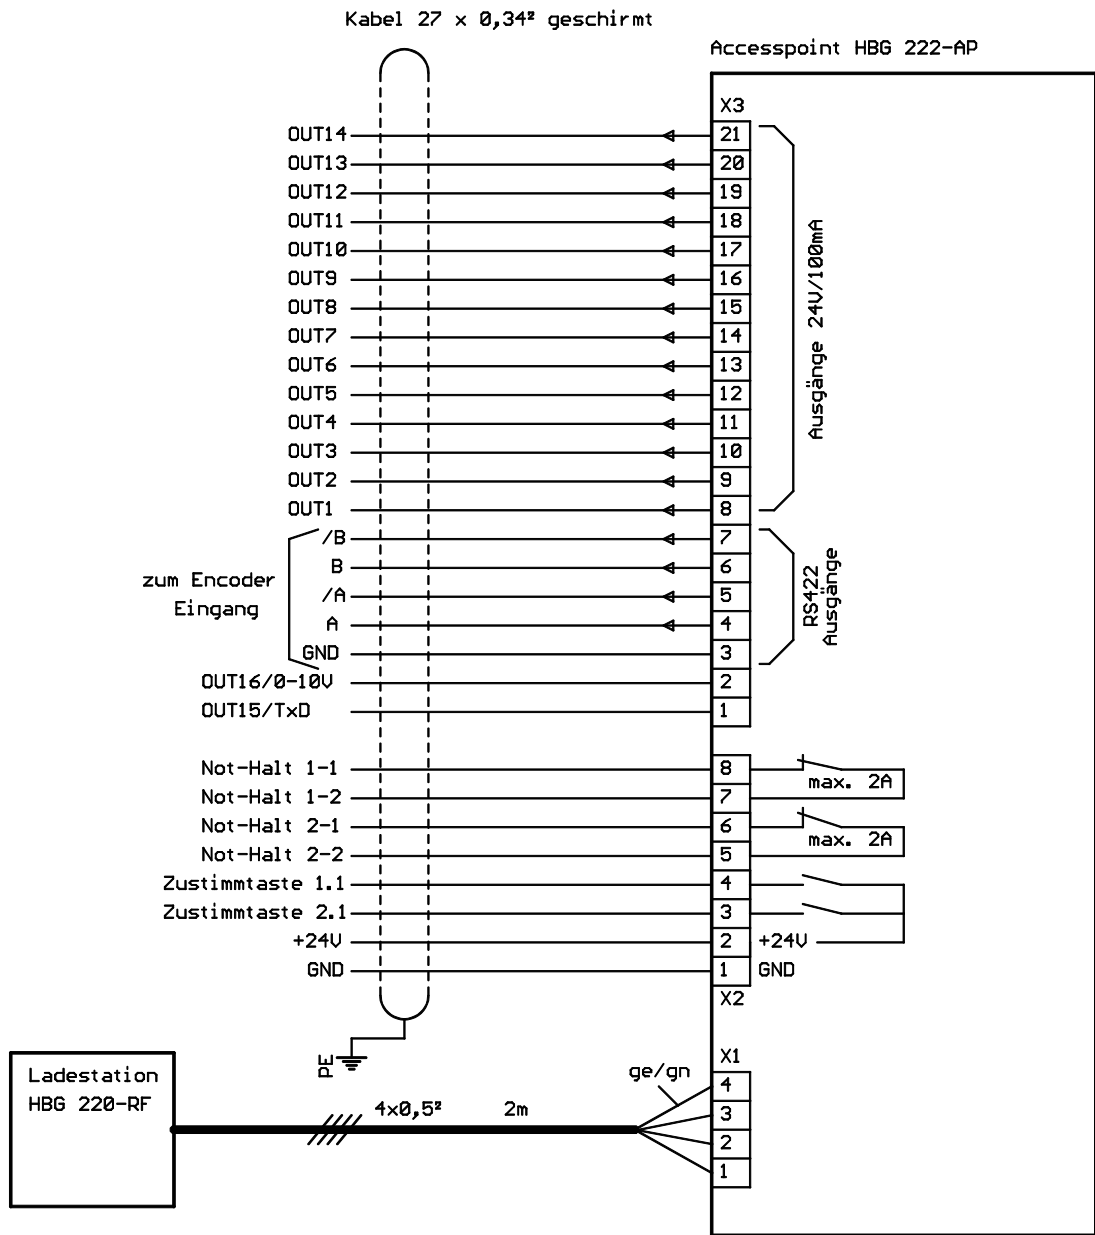 Kabel 27 x 0,34² geschirmt
Accesspoint HBG 222-AP
X3
OUT14 21
OUT13 20
OUT12 19
OUT11 18
OUT10 17
OUT9 16
OUT8 15
OUT7 14
OUT6 13
OUT5 12
OUT4 11
OUT3 10
OUT2 9
OUT1 8
Ausgänge 24V/100mA
/B 7
B 6
/A 5
A 4
GND 3
zum Encoder
Eingang
RS422
Ausgänge
OUT16/0-10V 2
OUT15/TxD 1
Not-Halt 1-1 8
max. 2A
Not-Halt 1-2 7
Not-Halt 2-1 6
max. 2A
Not-Halt 2-2 5
Zustimmtaste 1.1 4
Zustimmtaste 2.1 3
+24V 2 +24V
GND 1 GND
X2
PE
X1
Ladestation
HBG 220-RF
4x0,5² 2m
ge/gn
4
3
2
1